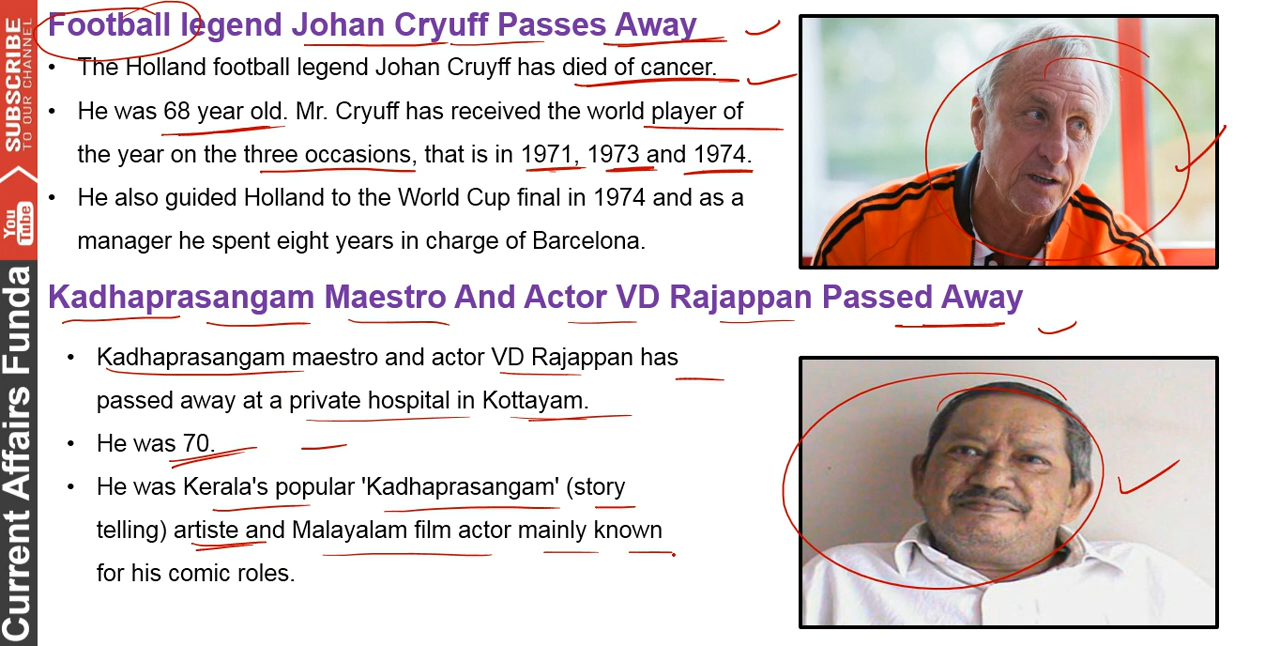 Football legend Johan Cryuff Passes Away
• The Holland football legend Johan Cruyff has died of cancer.
• He was 68 year old. Mr. Cryuff has received the world player of
the year on the three occasions, that is in 1971, 1973 and 1974.
• He also guided Holland to the World Cup final in 1974 and as a
manager he spent eight years in charge of Barcelona.
Kadhaprasangam Maestro And Actor VD Rajappan Passed Away
• Kadhaprasangam maestro and actor VD Rajappan has
passed away at a private hospital in Kottayam.
• He was 70.
• He was Kerala's popular 'Kadhaprasangam' (story
telling) artiste and Malayalam film actor mainly known
for his comic roles.
SUBSCRIBE
TO OUR CHANNEL
You
Tube
Current Affairs Funda